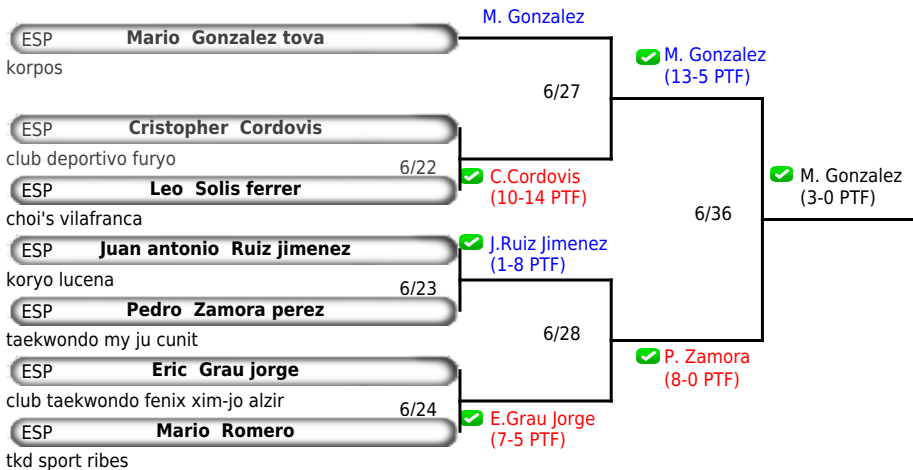 M. Gonzalez
ESP Mario Gonzalez tova
korpos
M. Gonzalez
(13-5 PTF)
6/27
ESP Cristopher Cordovis
club deportivo furyo
6/22
C.Cordovis
(10-14 PTF)
M. Gonzalez
(3-0 PTF)
ESP Leo Solis ferrer
choi's vilafranca
6/36
ESP Juan antonio Ruiz jimenez
J.Ruiz Jimenez
(1-8 PTF)
koryo lucena
6/23
ESP Pedro Zamora perez
taekwondo my ju cunit
6/28
P. Zamora
(8-0 PTF)
ESP Eric Grau jorge
club taekwondo fenix xim-jo alzir
6/24
E.Grau Jorge
(7-5 PTF)
ESP Mario Romero
tkd sport ribes